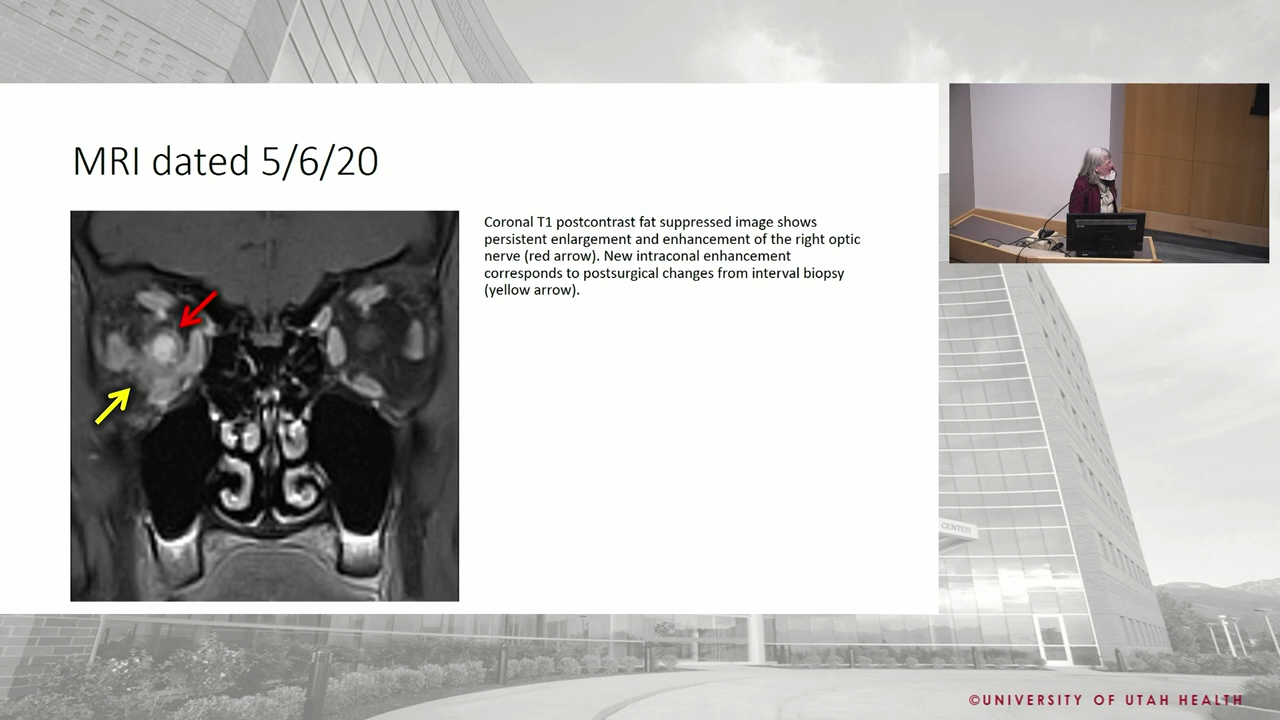 MRI dated 5/6/20
Coronal T1 postcontrast fat suppressed image shows
persistent enlargement and enhancement of the right optic
nerve (red arrow). New intraconal enhancement
corresponds to postsurgical changes from interval biopsy
(yellow arrow).
CENTER
©UNIVERSITY OF UTAH HEALTH